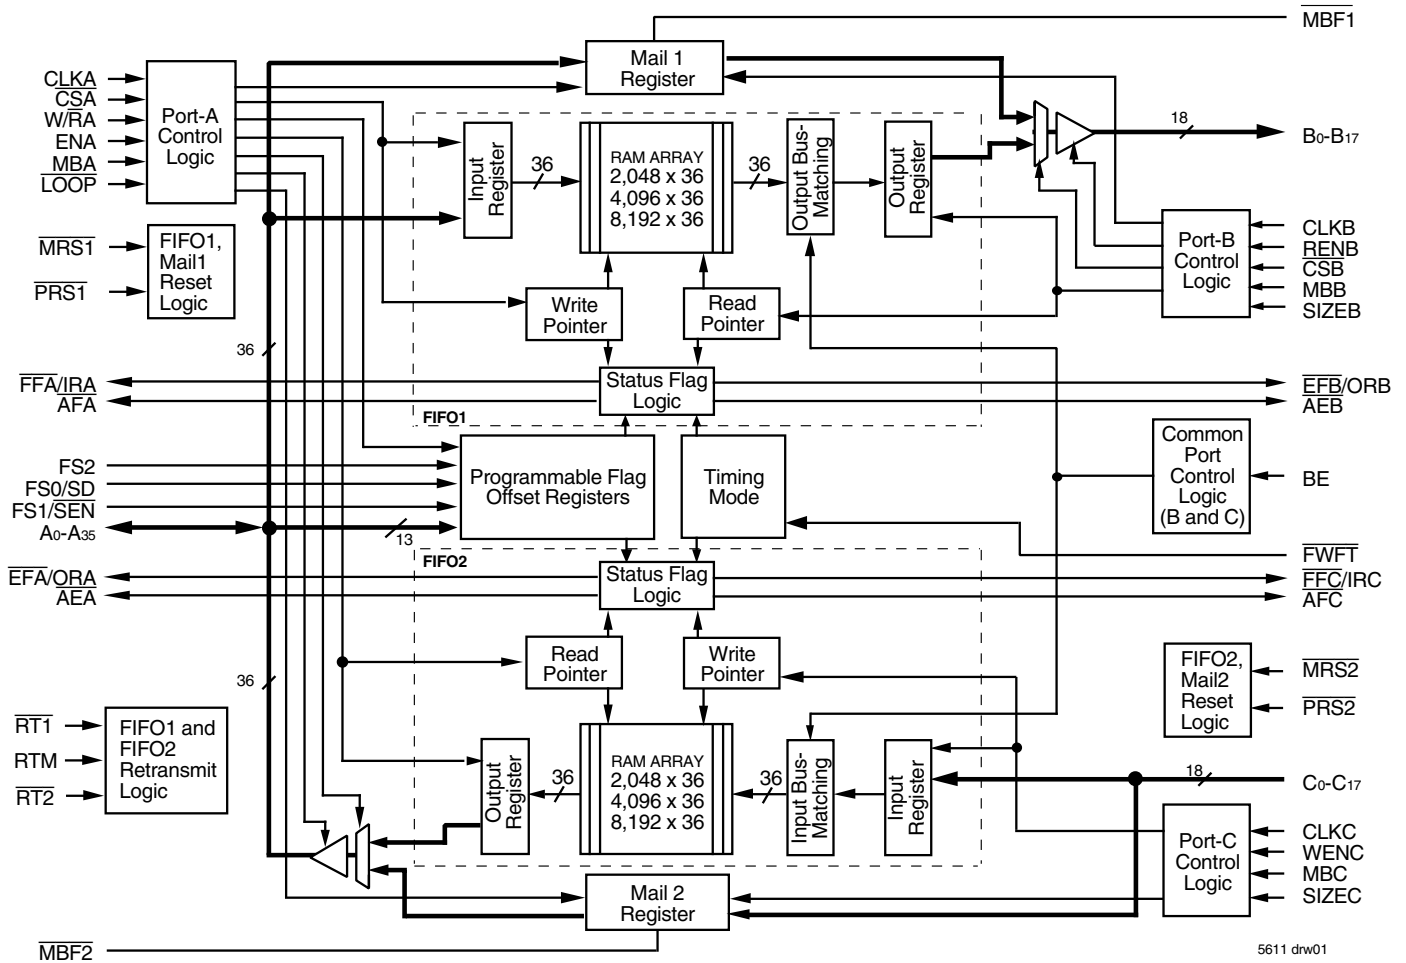 MBF1
Mail 1
Register
CLKA
CSA
W/RA
ENA
MBA
LOOP
Port-A
Control
Logic
36
Input
Register
36
RAM ARRAY
2,048 x 36
4,096 x 36
8,192 x 36
36
Output Bus-
Matching
Output
Register
18
B0-B17
MRS1
PRS1
FIFO1,
Mail1
Reset
Logic
Write
Pointer
Read
Pointer
Port-B
Control
Logic
CLKB
RENB
CSB
MBB
SIZEB
FFA/IRA
AFA
Status Flag
Logic
FIFO1
EFB/ORB
AEB
FS2
FS0/SD
FS1/SEN
A0-A35
13
Programmable Flag
Offset Registers
Timing
Mode
Common
Port
Control
Logic
(B and C)
BE
FWFT
FIFO2
EFA/ORA
AEA
Status Flag
Logic
FFC/IRC
AFC
36
Read
Pointer
Write
Pointer
FIFO2,
Mail2
Reset
Logic
MRS2
PRS2
RT1
RTM
RT2
FIFO1 and
FIFO2
Retransmit
Logic
Output
Register
36
RAM ARRAY
2,048 x 36
4,096 x 36
8,192 x 36
36
Input Bus-
Matching
Input
Register
18
C0-C17
Port-C
Control
Logic
CLKC
WENC
MBC
SIZEC
Mail 2
Register
MBF2
5611 drw01